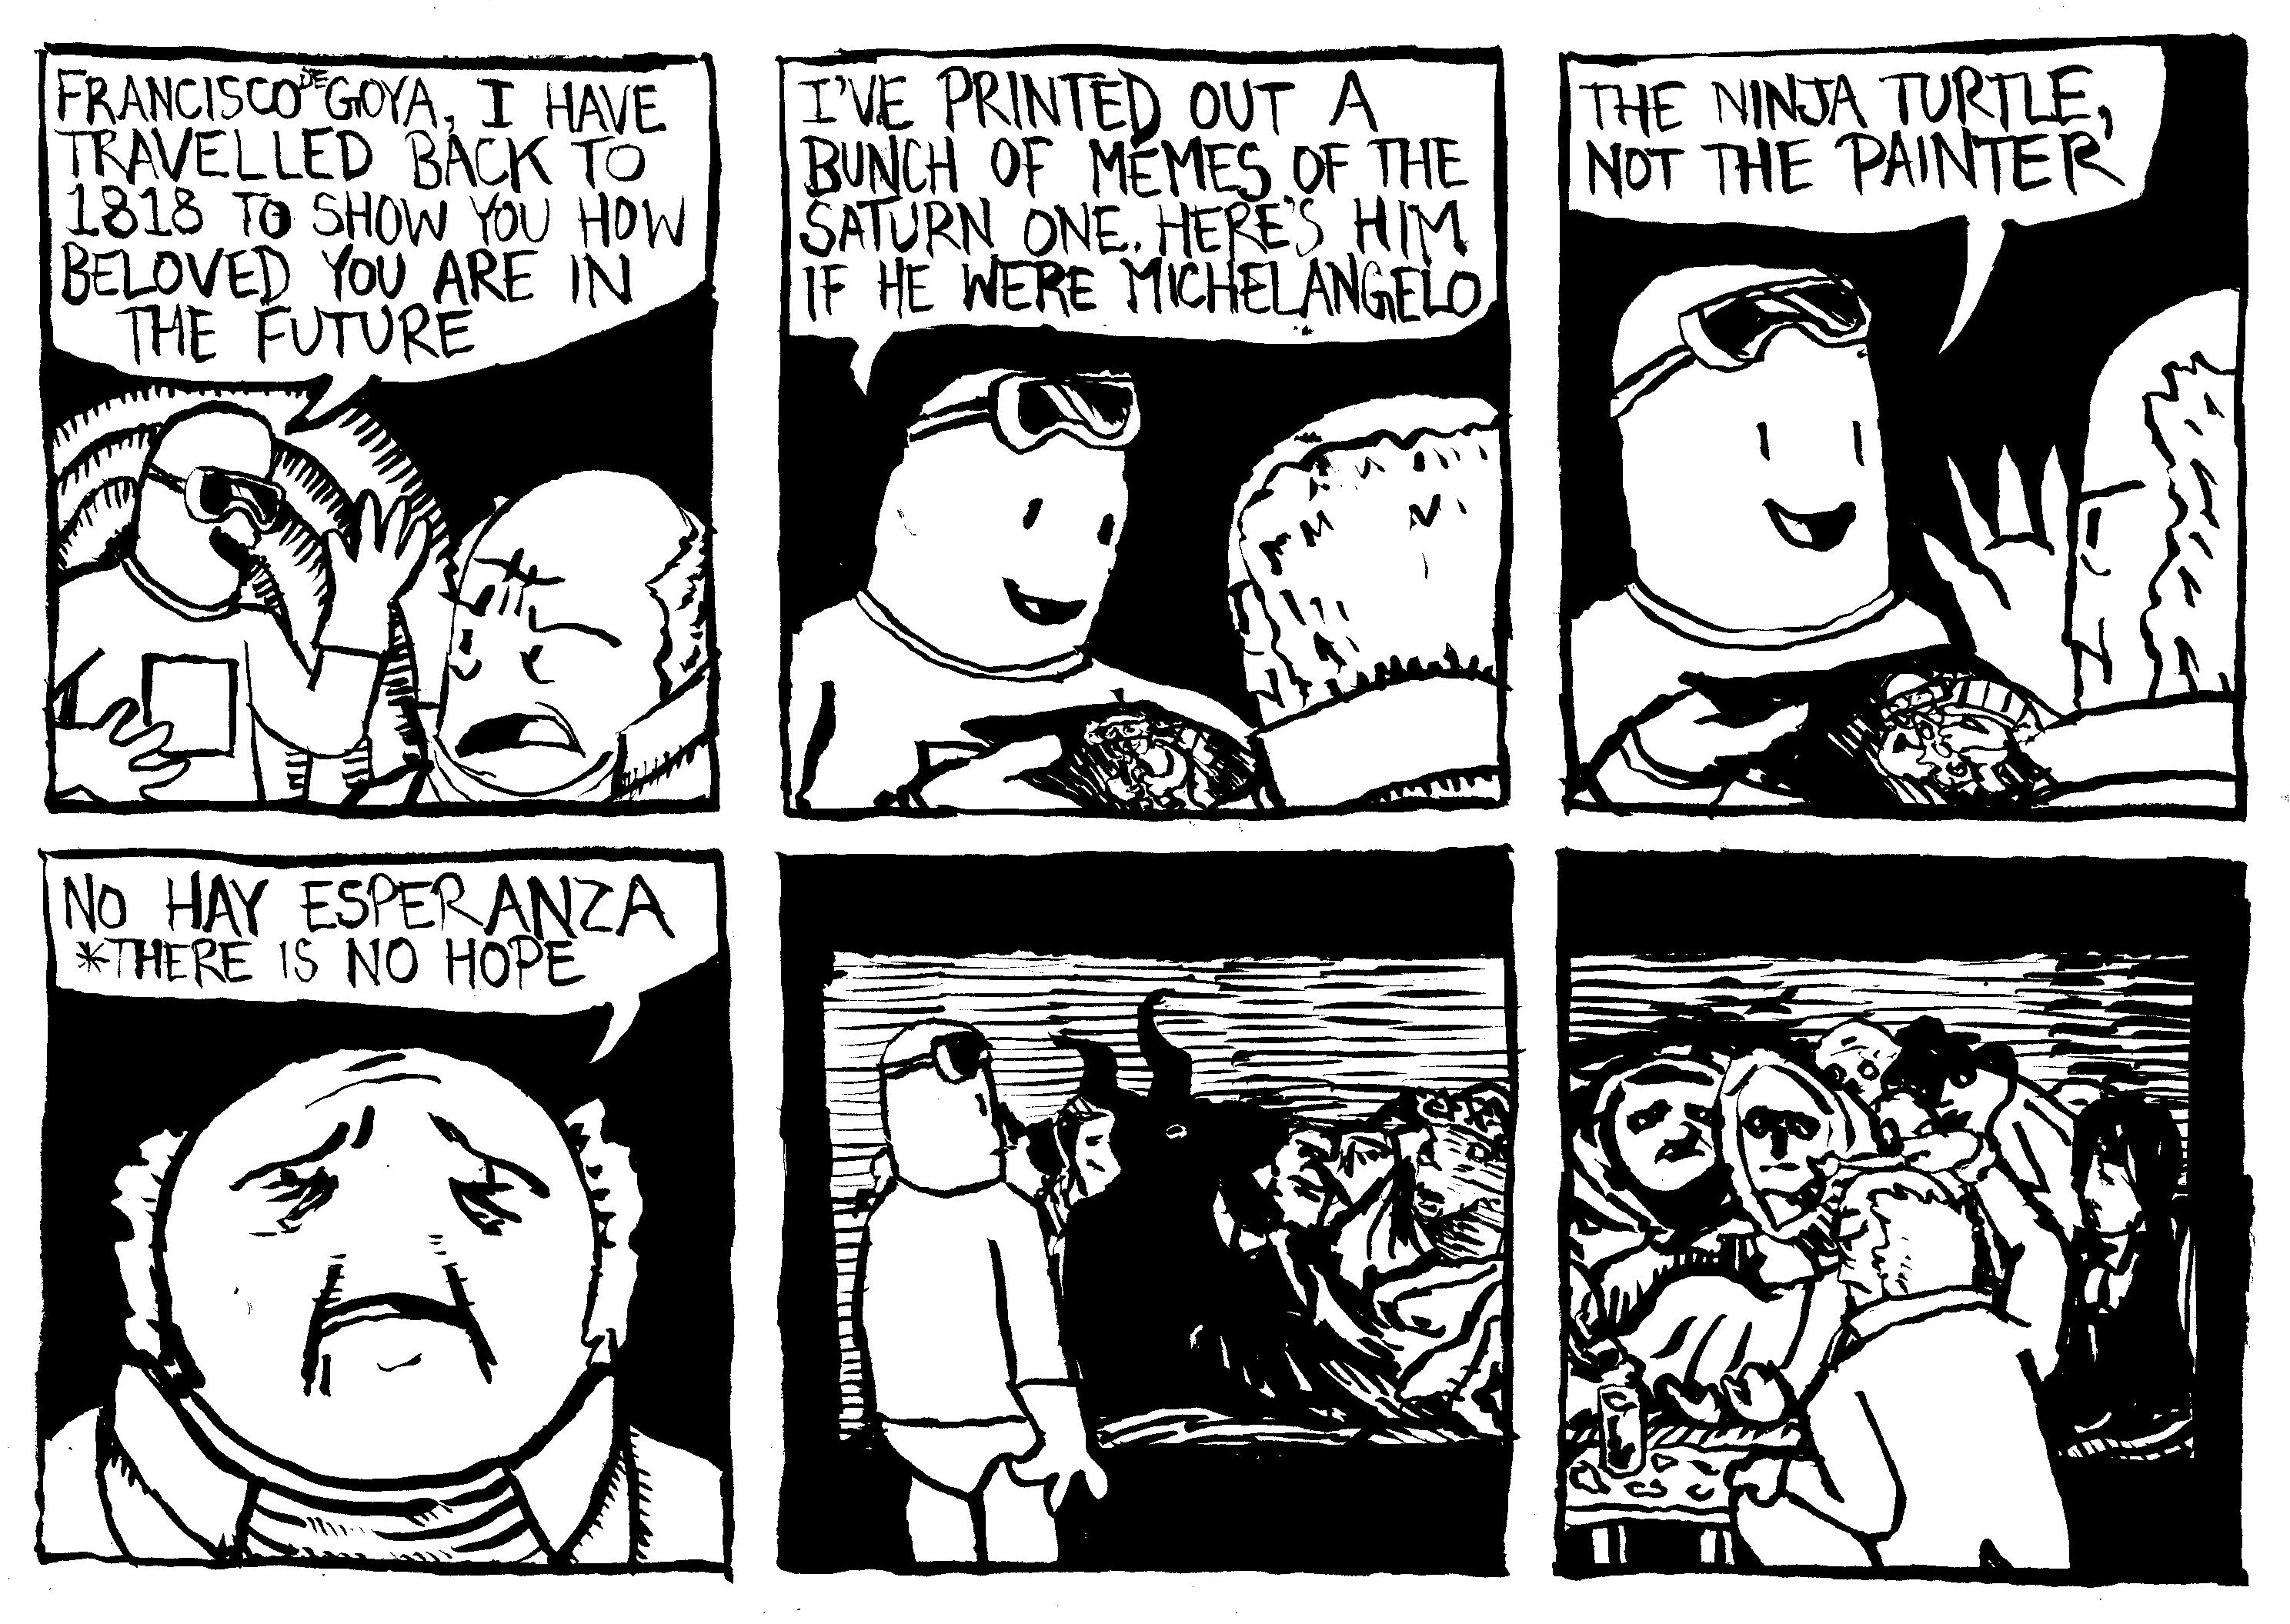 FRANCISCO DE GOYA, I HAVE
TRAVELLED BACK TO
1818 TO SHOW YOU HOW
BELOVED YOU ARE IN
THE FUTURE
I'VE PRINTED OUT A
BUNCH OF MEMES OF THE
SATURN ONE. HERE'S HIM
IF HE WERE MICHELANGELO
THE NINJA TURTLE,
NOT THE PAINTER
NO HAY ESPERANZA
*THERE IS NO HOPE